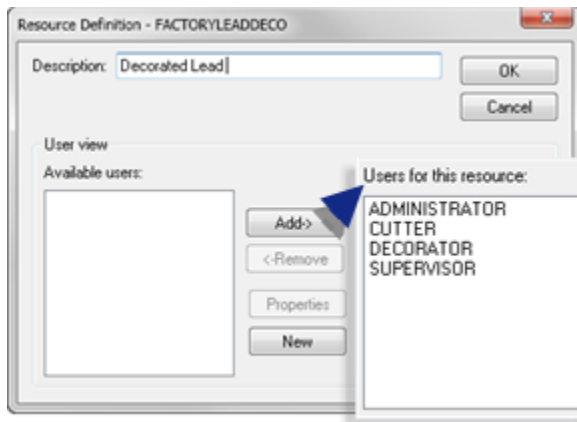 Resource Definition - FACTORYLEADDECO
Description: Decorated Lead
OK
Cancel
User view
Available users:
Add->
<-Remove
Properties
New
Users for this resource:
ADMINISTRATOR
CUTTER
DECORATOR
SUPERVISOR